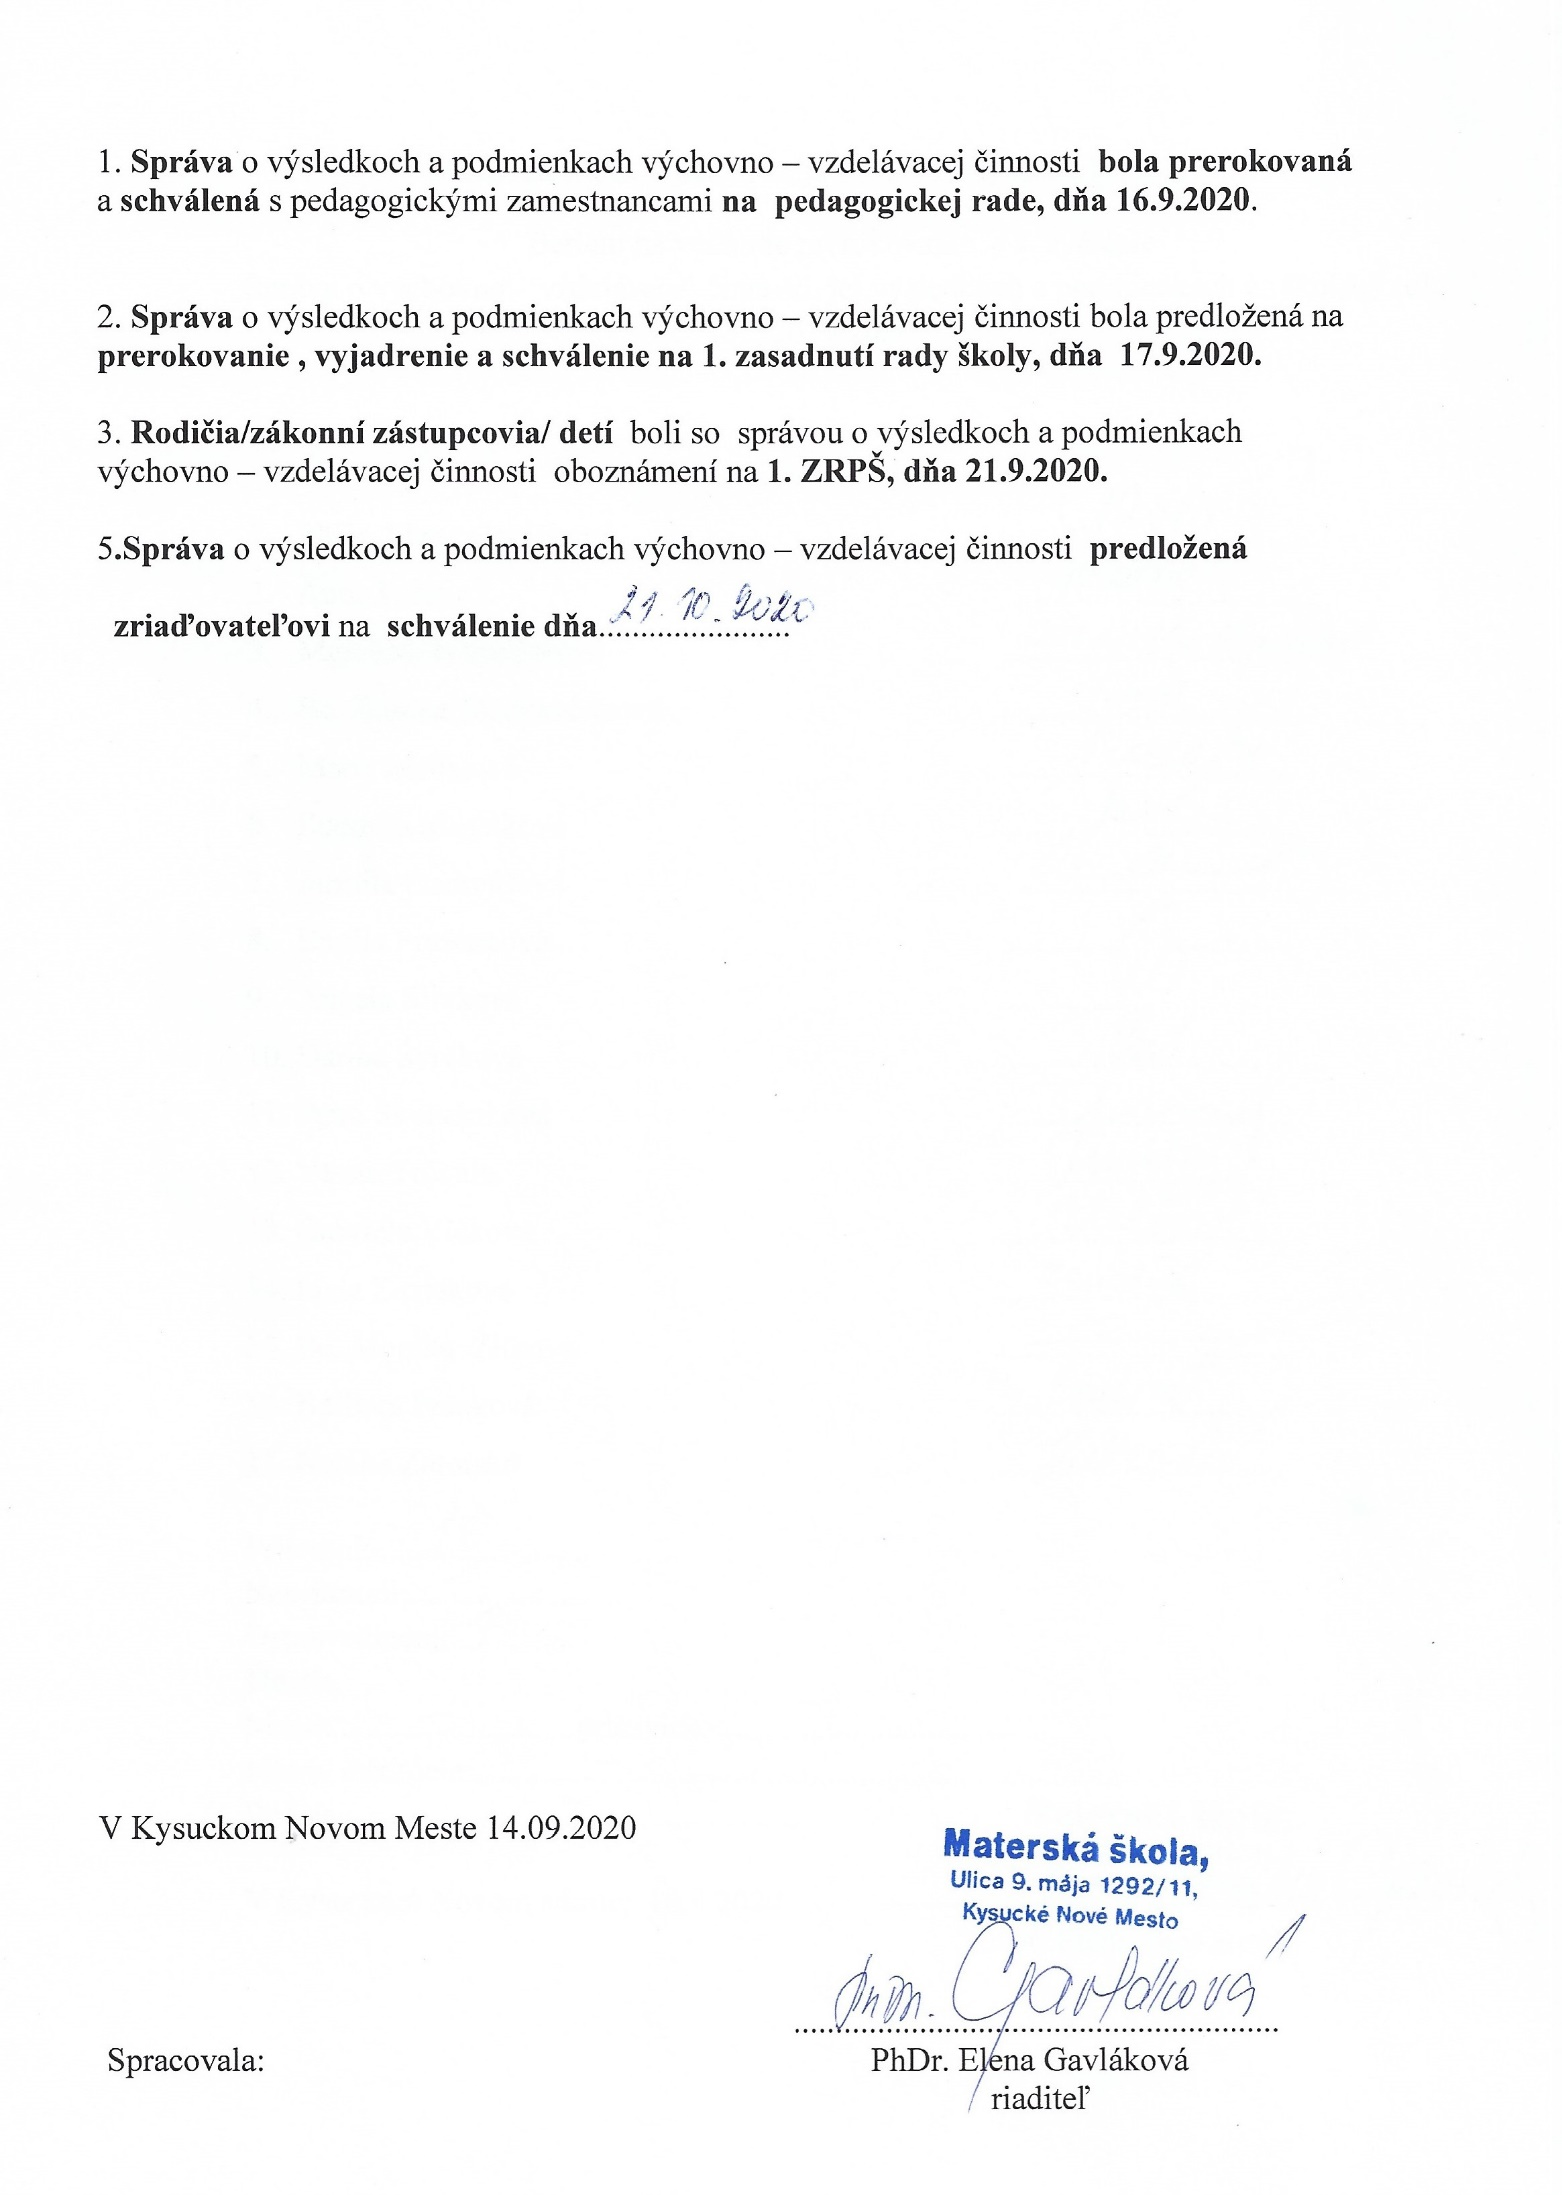 1. Správa o výsledkoch a podmienkach výchovno – vzdelávacej činnosti bola prerokovaná
a schválená s pedagogickými zamestnancami na pedagogickej rade, dňa 16.9.2020.
2. Správa o výsledkoch a podmienkach výchovno – vzdelávacej činnosti bola predložená na
prerokovanie , vyjadrenie a schválenie na 1. zasadnutí rady školy, dňa 17.9.2020.
3. Rodičia/zákonní zástupcovia/ detí boli so správou o výsledkoch a podmienkach
výchovno – vzdelávacej činnosti oboznámení na 1. ZRPŠ, dňa 21.9.2020.
5.Správa o výsledkoch a podmienkach výchovno – vzdelávacej činnosti predložená
zriaďovateľovi na schválenie dňa 21.10.2020
V Kysuckom Novom Meste 14.09.2020
Materská škola,
Ulica 9. mája 1292/11,
Kysucké Nové Mesto
Gavláková
Spracovala: PhDr. Elena Gavláková
riaditeľ